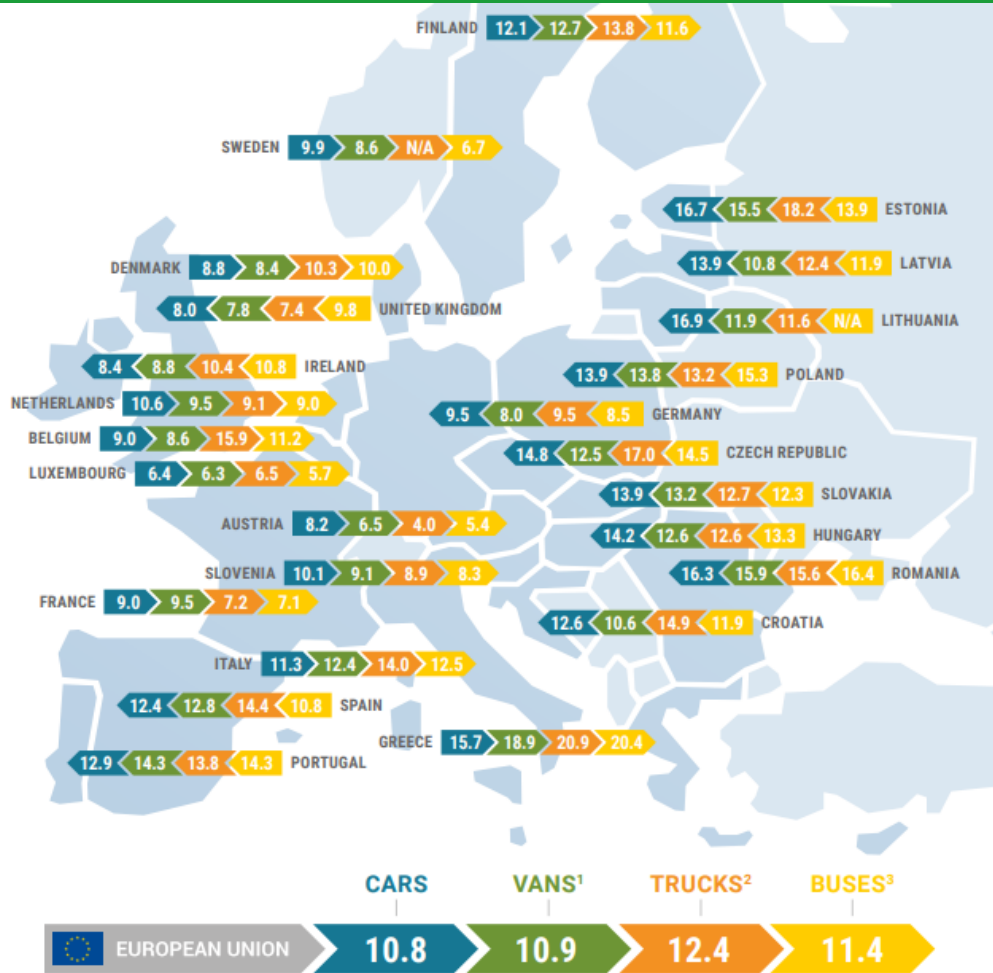 FINLAND 12.1 12.7 13.8 11.6
SWEDEN 9.9 8.6 N/A 6.7
16.7 15.5 18.2 13.9 ESTONIA
13.9 10.8 12.4 11.9 LATVIA
DENMARK 8.8 8.4 10.3 10.0
8.0 7.8 7.4 9.8 UNITED KINGDOM
16.9 11.9 11.6 N/A LITHUANIA
8.4 8.8 10.4 10.8 IRELAND
13.9 13.8 13.2 15.3 POLAND
NETHERLANDS 10.6 9.5 9.1 9.0
9.5 8.0 9.5 8.5 GERMANY
BELGIUM 9.0 8.6 15.9 11.2
14.8 12.5 17.0 14.5 CZECH REPUBLIC
LUXEMBOURG 6.4 6.3 6.5 5.7
13.9 13.2 12.7 12.3 SLOVAKIA
AUSTRIA 8.2 6.5 4.0 5.4
14.2 12.6 12.6 13.3 HUNGARY
SLOVENIA 10.1 9.1 8.9 8.3
16.3 15.9 15.6 16.4 ROMANIA
FRANCE 9.0 9.5 7.2 7.1
12.6 10.6 14.9 11.9 CROATIA
ITALY 11.3 12.4 14.0 12.5
12.4 12.8 14.4 10.8 SPAIN
GREECE 15.7 18.9 20.9 20.4
12.9 14.3 13.8 14.3 PORTUGAL
CARS VANS¹ TRUCKS² BUSES³
EUROPEAN UNION 10.8 10.9 12.4 11.4